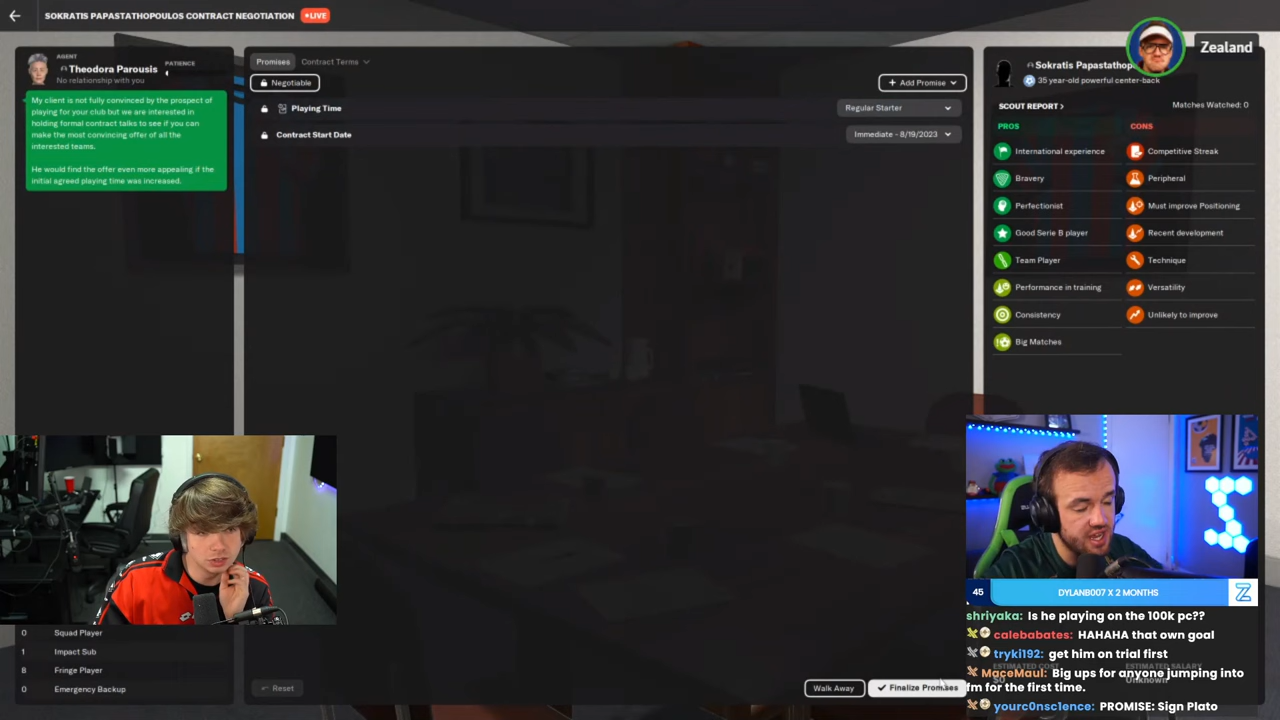 SOKRATIS PAPASTATHOPOULOS CONTRACT NEGOTIATION
LIVE
Zealand
AGENT
Theodora Parousis
No relationship with you
PATIENCE
My client is not fully convinced by the prospect of
playing for your club but we are interested in
holding formal contract talks to see if you can
make the most convincing offer of all the
interested teams.
He would find the offer even more appealing if the
initial agreed playing time was increased.
0 Squad Player
1 Impact Sub
8 Fringe Player
0 Emergency Backup
Promises Contract Terms
Negotiable
+ Add Promise
Playing Time Regular Starter
Contract Start Date Immediate - 8/19/2023
Reset
Walk Away
Finalize Promises
Sokratis Papastathop
35 year-old powerful center-back
SCOUT REPORT > Matches Watched: 0
PROS CONS
International experience Competitive Streak
Bravery Peripheral
Perfectionist Must improve Positioning
Good Serie B player Recent development
Team Player Technique
Performance in training Versatility
Consistency Unlikely to improve
Big Matches
45 DYLANB007 X 2 MONTHS
shriyaka: Is he playing on the 100k pc??
calebabates: HAHAHA that own goal
tryki192: get him on trial first
ESTIMATED COST ESTIMATED SALARY
$0 Unknown
MaceMaul: Big ups for anyone jumping into
fm for the first time.
yourc0nsc1ence: PROMISE: Sign Plato